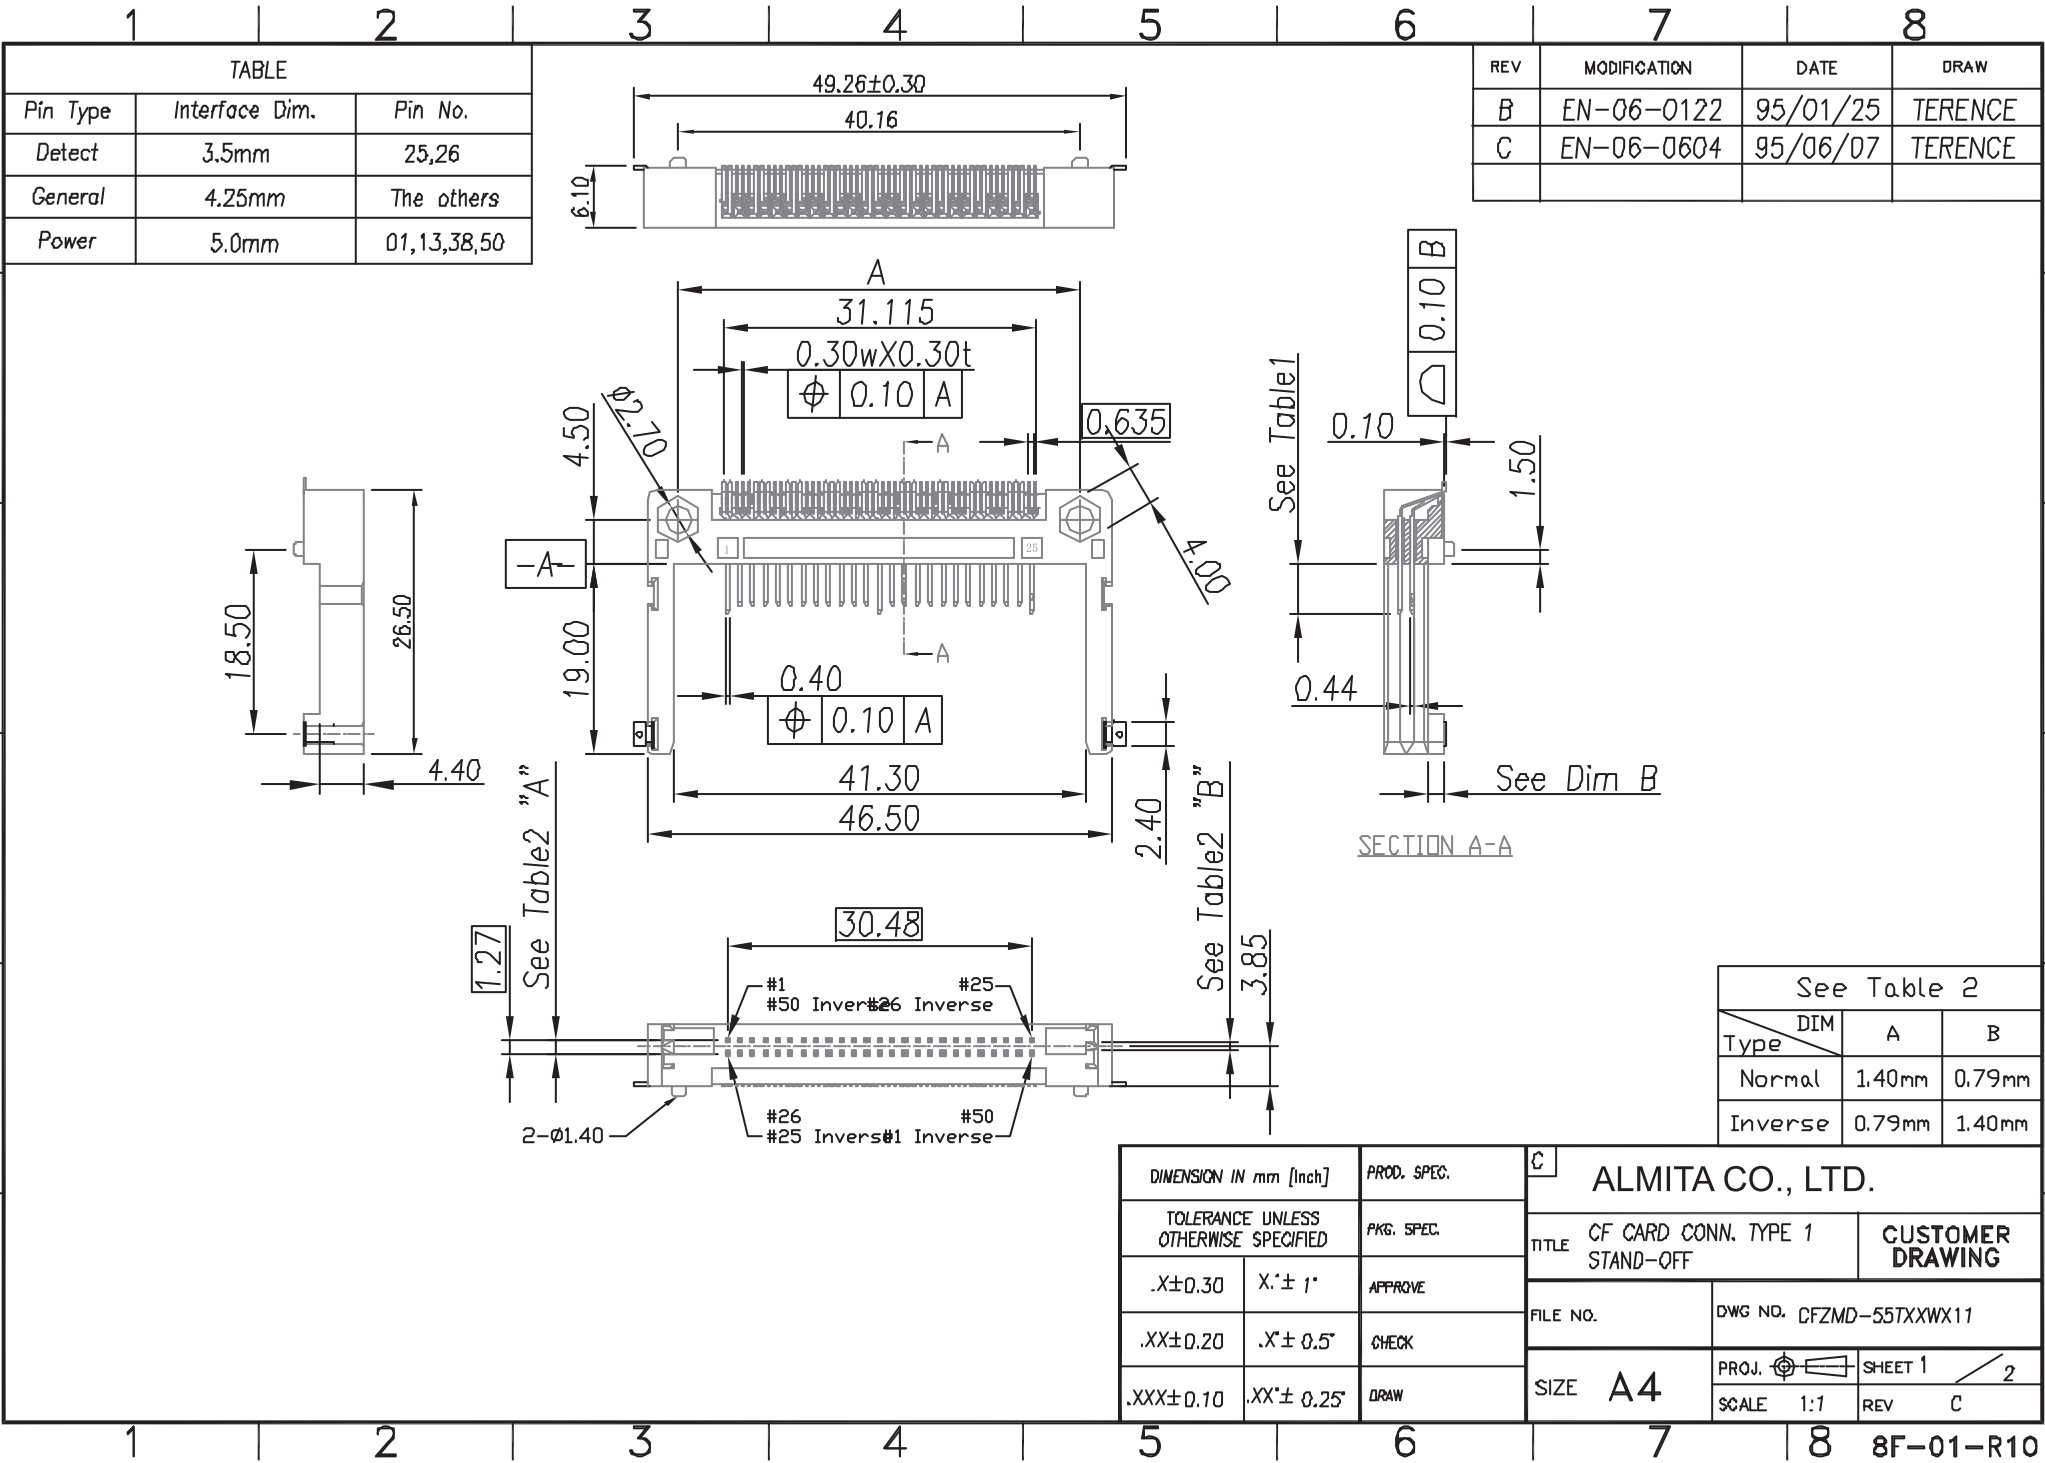 1 2 3 4 5 6 7 8
TABLE
Pin Type Interface Dim. Pin No.
Detect 3.5mm 25,26
General 4.25mm The others
Power 5.0mm 01,13,38,50
REV MODIFICATION DATE DRAW
B EN-06-0122 95/01/25 TERENCE
C EN-06-0604 95/06/07 TERENCE
49.26±0.30
40.16
6.10
A
31.115
0.30wX0.30t
⌖ 0.10 A
0.635
Ø2.70
4.50
A
1 25
4.00
-A-
19.00
A
0.40
⌖ 0.10 A
41.30
46.50
2.40
18.50
26.50
4.40
⌓ 0.10 B
See Table1
0.10
1.50
0.44
See Dim B
SECTION A-A
1.27
See Table2 "A"
30.48
See Table2 "B"
3.85
#1 #25
#50 Inverse #26 Inverse
#26 #50
#25 Inverse #1 Inverse
2-Ø1.40
See Table 2
DIM
Type A B
Normal 1.40mm 0.79mm
Inverse 0.79mm 1.40mm
DIMENSION IN mm [Inch]
TOLERANCE UNLESS
OTHERWISE SPECIFIED
.X±0.30 X.°± 1°
.XX±0.20 .X°± 0.5°
.XXX±0.10 .XX°± 0.25°
PROD. SPEC.
PKG. SPEC.
APPROVE
CHECK
DRAW
C
ALMITA CO., LTD.
TITLE CF CARD CONN. TYPE 1
STAND-OFF
CUSTOMER
DRAWING
FILE NO.
DWG NO. CFZMD-55TXXWX11
SIZE A4
PROJ. SHEET 1 / 2
SCALE 1:1 REV C
1 2 3 4 5 6 7 8 8F-01-R10